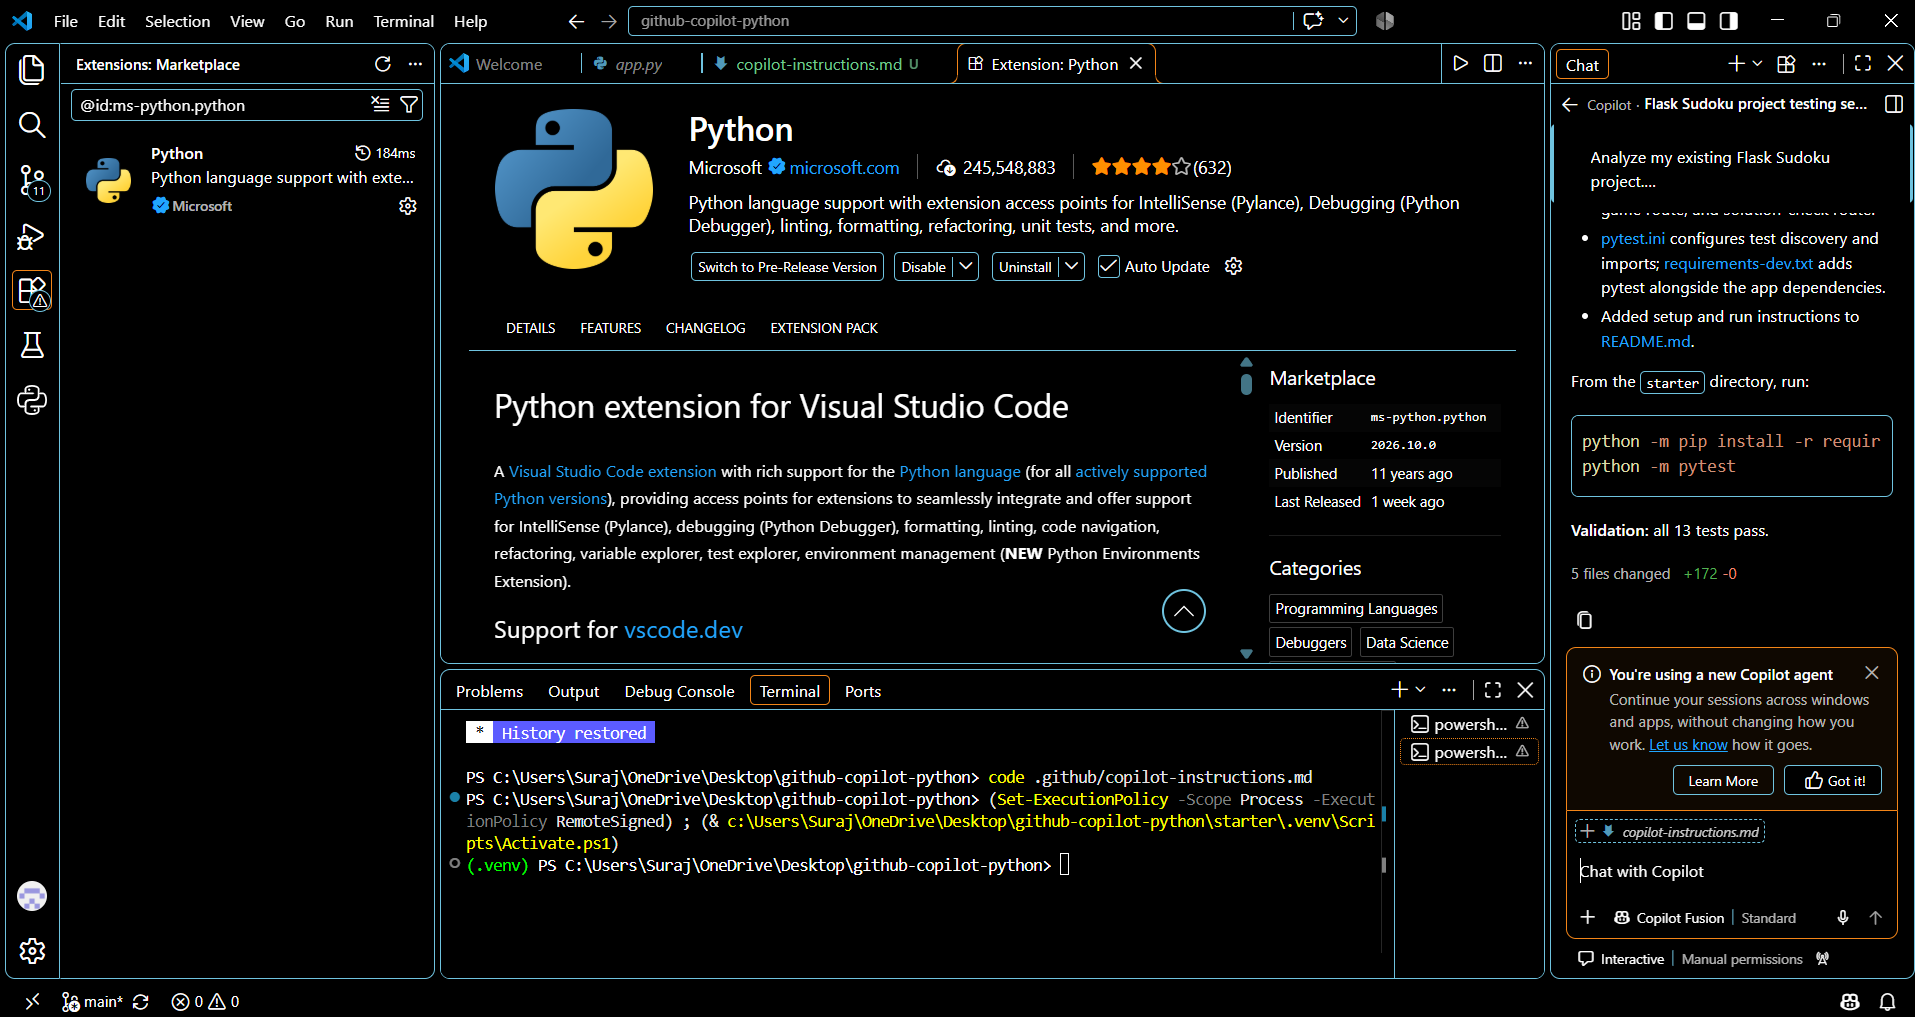 File Edit Selection View Go Run Terminal Help
github-copilot-python
Extensions: Marketplace
@id:ms-python.python
Python
184ms
Python language support with exte...
Microsoft
11
Welcome
app.py
copilot-instructions.md U
Extension: Python
Python
Microsoft microsoft.com 245,548,883 (632)
Python language support with extension access points for IntelliSense (Pylance), Debugging (Python
Debugger), linting, formatting, refactoring, unit tests, and more.
Switch to Pre-Release Version Disable Uninstall Auto Update
DETAILS FEATURES CHANGELOG EXTENSION PACK
Python extension for Visual Studio Code
A Visual Studio Code extension with rich support for the Python language (for all actively supported
Python versions), providing access points for extensions to seamlessly integrate and offer support
for IntelliSense (Pylance), debugging (Python Debugger), formatting, linting, code navigation,
refactoring, variable explorer, test explorer, environment management (NEW Python Environments
Extension).
Support for vscode.dev
Marketplace
Identifier ms-python.python
Version 2026.10.0
Published 11 years ago
Last Released 1 week ago
Categories
Programming Languages
Debuggers Data Science
Problems Output Debug Console Terminal Ports
* History restored
PS C:\Users\Suraj\OneDrive\Desktop\github-copilot-python> code .github/copilot-instructions.md
PS C:\Users\Suraj\OneDrive\Desktop\github-copilot-python> (Set-ExecutionPolicy -Scope Process -Execut
ionPolicy RemoteSigned) ; (& c:\Users\Suraj\OneDrive\Desktop\github-copilot-python\starter\.venv\Scri
pts\Activate.ps1)
(.venv) PS C:\Users\Suraj\OneDrive\Desktop\github-copilot-python>
powersh...
powersh...
Chat
Copilot · Flask Sudoku project testing se...
Analyze my existing Flask Sudoku
project....
game route, and solution-check route.
pytest.ini configures test discovery and
imports; requirements-dev.txt adds
pytest alongside the app dependencies.
Added setup and run instructions to
README.md.
From the starter directory, run:
python -m pip install -r requir
python -m pytest
Validation: all 13 tests pass.
5 files changed +172 -0
You're using a new Copilot agent
Continue your sessions across windows
and apps, without changing how you
work. Let us know how it goes.
Learn More Got it!
copilot-instructions.md
Chat with Copilot
Copilot Fusion Standard
Interactive Manual permissions
main* 0 0